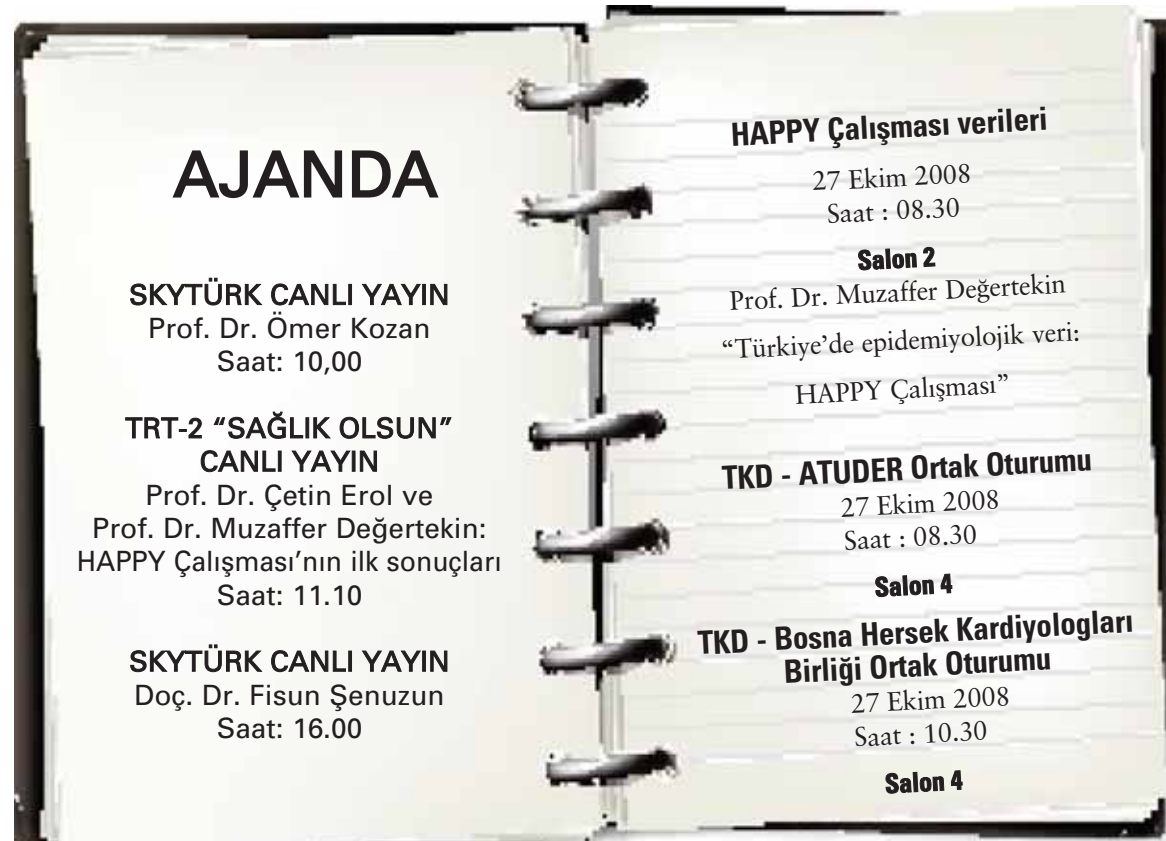 AJANDA
SKYTÜRK CANLI YAYIN
Prof. Dr. Ömer Kozan
Saat: 10,00
TRT-2 “SAĞLIK OLSUN”
CANLI YAYIN
Prof. Dr. Çetin Erol ve
Prof. Dr. Muzaffer Değertekin:
HAPPY Çalışması’nın ilk sonuçları
Saat: 11.10
SKYTÜRK CANLI YAYIN
Doç. Dr. Fisun Şenuzun
Saat: 16.00
HAPPY Çalışması verileri
27 Ekim 2008
Saat : 08.30
Salon 2
Prof. Dr. Muzaffer Değertekin
“Türkiye’de epidemiyolojik veri:
HAPPY Çalışması”
TKD - ATUDER Ortak Oturumu
27 Ekim 2008
Saat : 08.30
Salon 4
TKD - Bosna Hersek Kardiyologları
Birliği Ortak Oturumu
27 Ekim 2008
Saat : 10.30
Salon 4